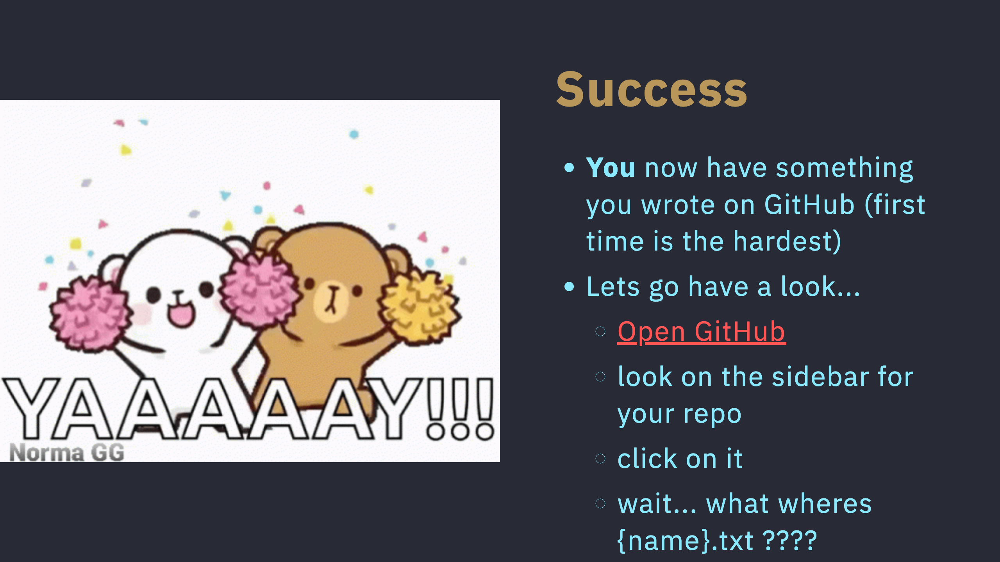 Success
You now have something
you wrote on GitHub (first
time is the hardest)
Lets go have a look...
Open GitHub
look on the sidebar for
your repo
click on it
wait... what wheres
{name}.txt ????
YAAAAAY!!!
Norma GG